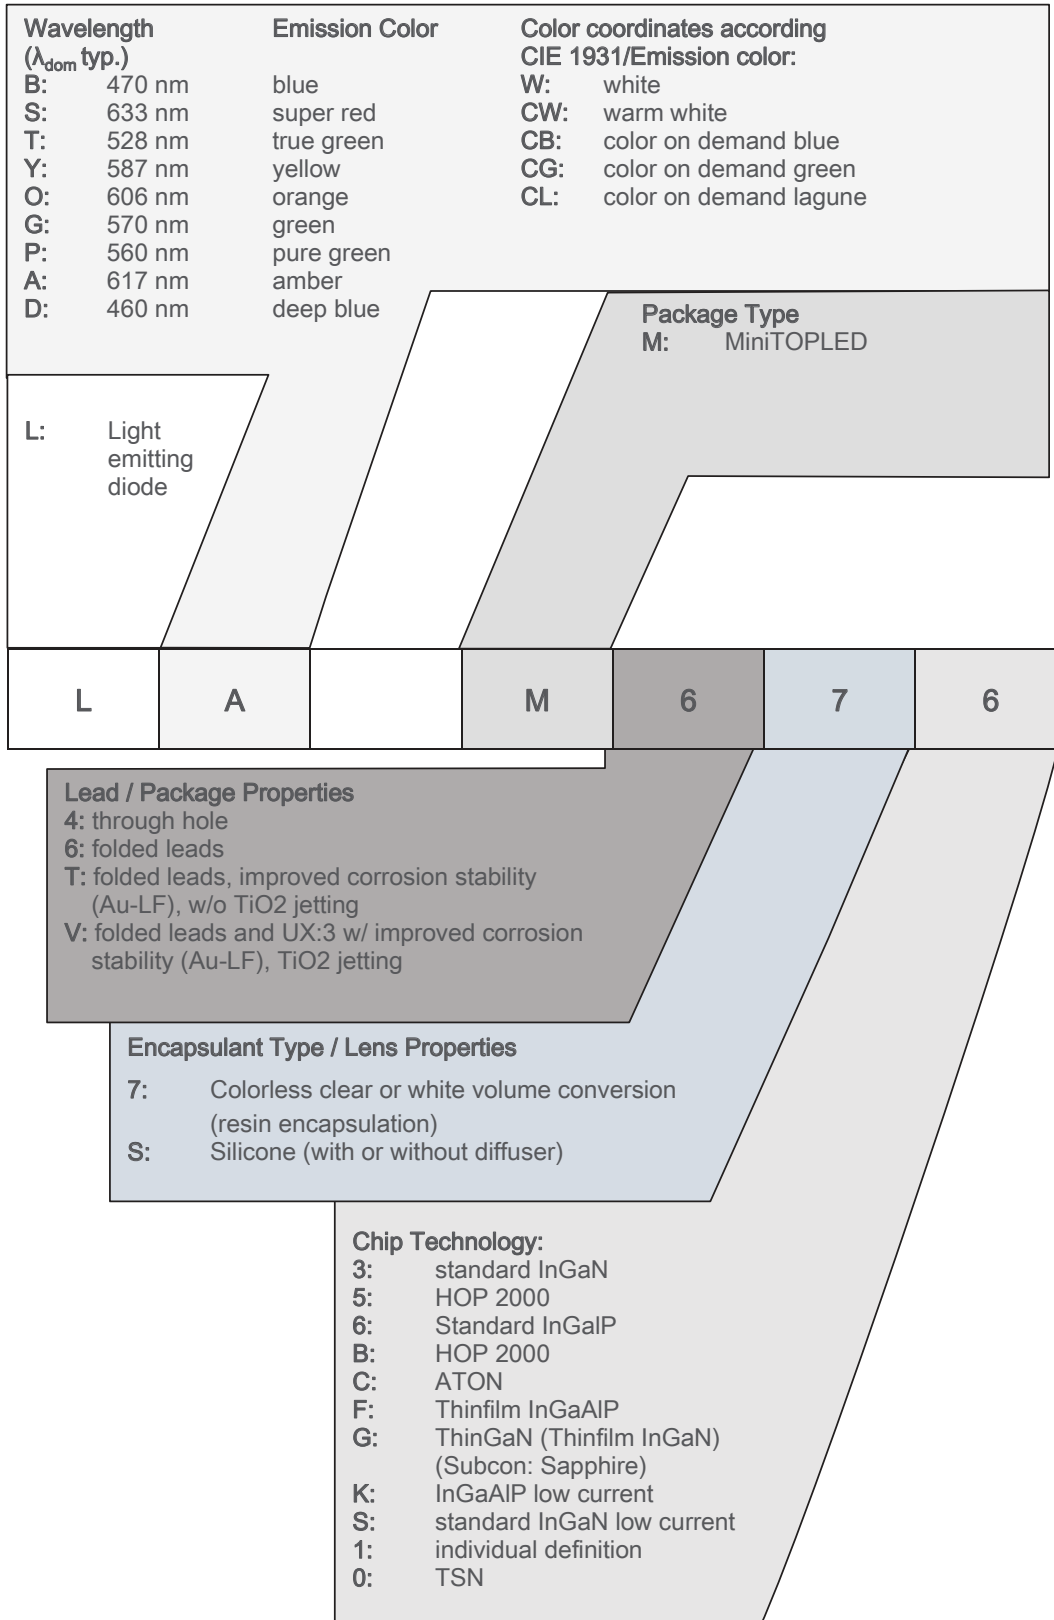 Wavelength Emission Color Color coordinates according
(λdom typ.) CIE 1931/Emission color:
B: 470 nm blue W: white
S: 633 nm super red CW: warm white
T: 528 nm true green CB: color on demand blue
Y: 587 nm yellow CG: color on demand green
O: 606 nm orange CL: color on demand lagune
G: 570 nm green
P: 560 nm pure green
A: 617 nm amber
D: 460 nm deep blue
Package Type
M: MiniTOPLED
L: Light
emitting
diode
L A M 6 7 6
Lead / Package Properties
4: through hole
6: folded leads
T: folded leads, improved corrosion stability
(Au-LF), w/o TiO2 jetting
V: folded leads and UX:3 w/ improved corrosion
stability (Au-LF), TiO2 jetting
Encapsulant Type / Lens Properties
7: Colorless clear or white volume conversion
(resin encapsulation)
S: Silicone (with or without diffuser)
Chip Technology:
3: standard InGaN
5: HOP 2000
6: Standard InGalP
B: HOP 2000
C: ATON
F: Thinfilm InGaAlP
G: ThinGaN (Thinfilm InGaN)
(Subcon: Sapphire)
K: InGaAlP low current
S: standard InGaN low current
1: individual definition
0: TSN